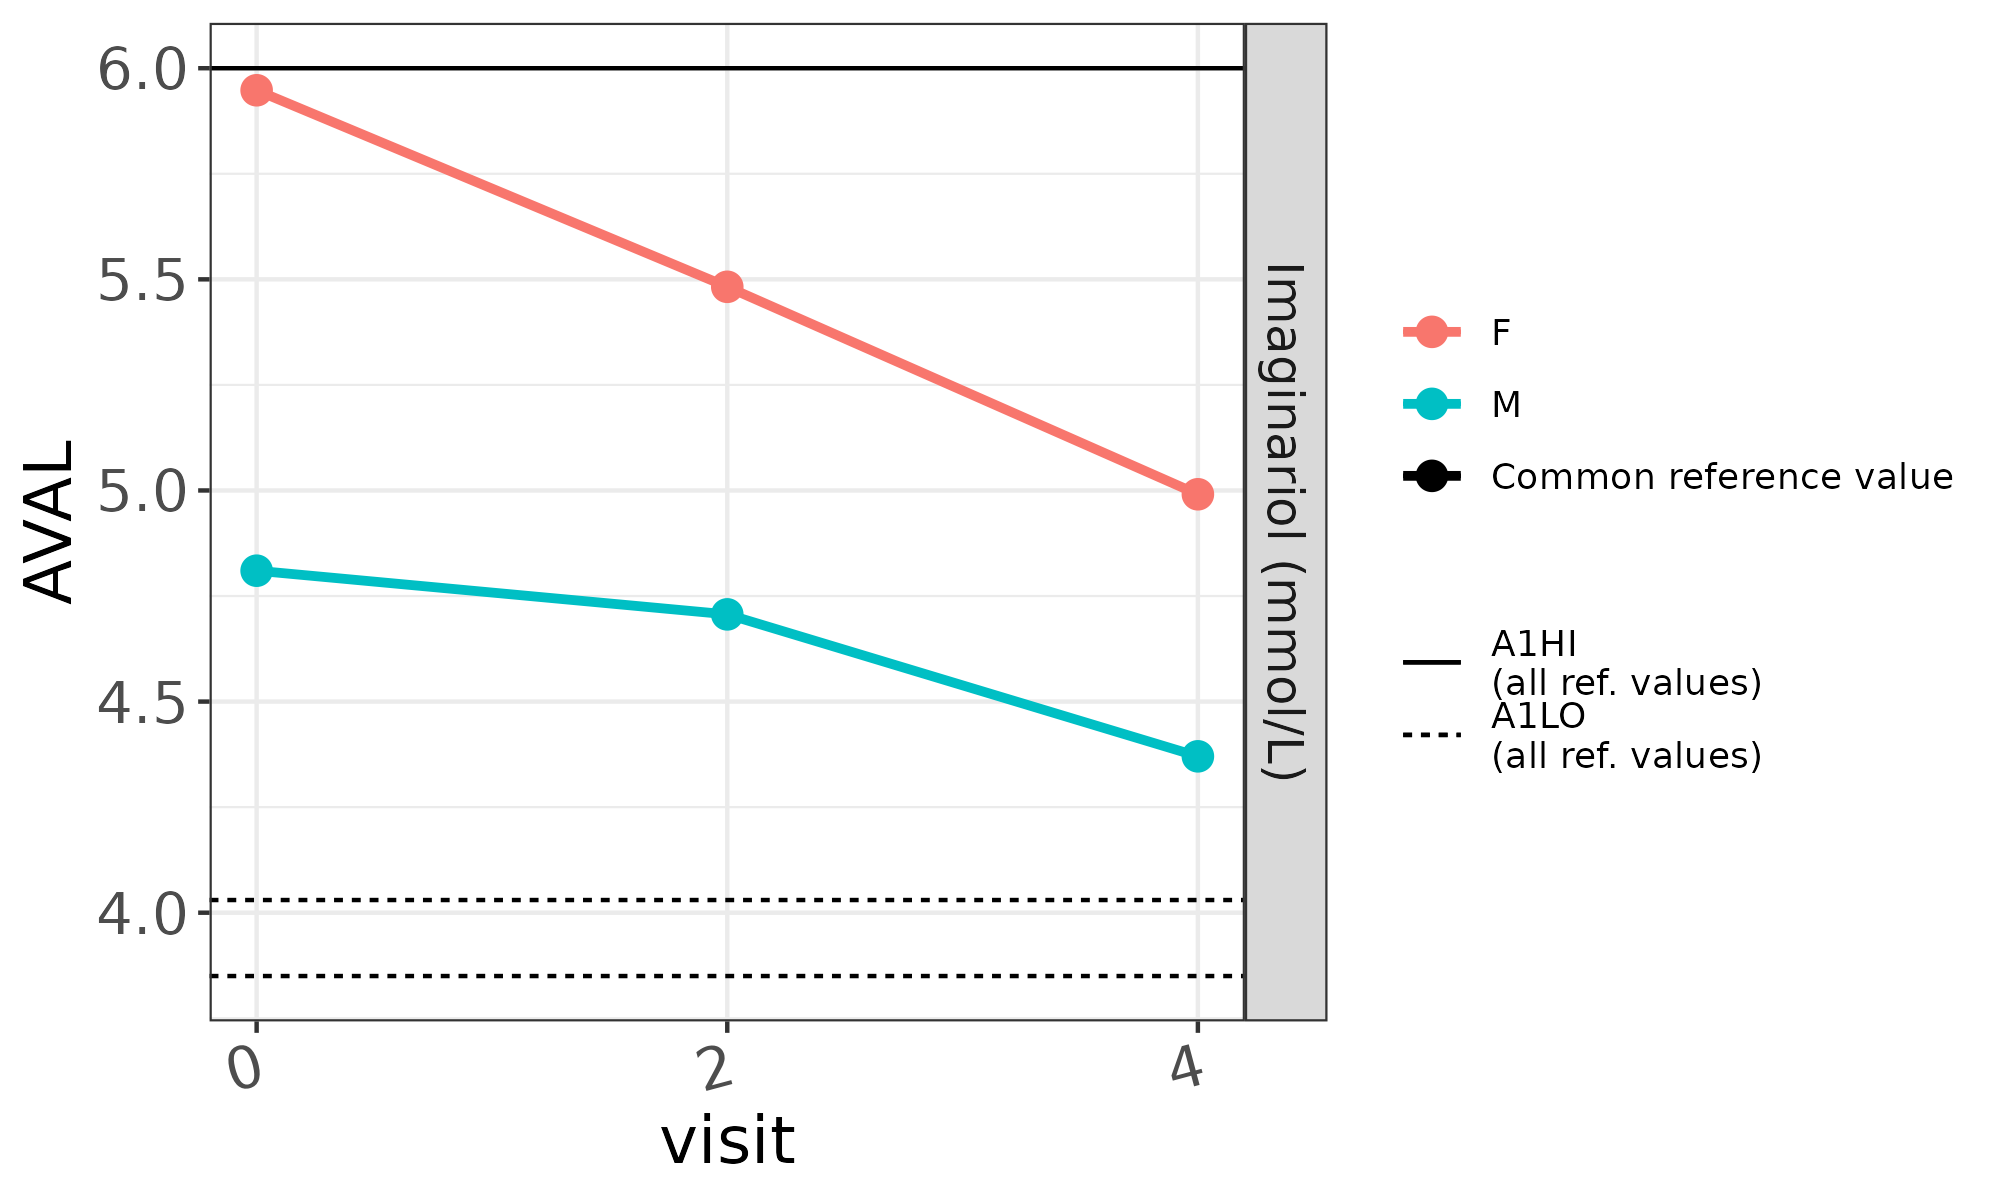 6.0
5.5
5.0
4.5
4.0
AVAL
0
2
4
visit
Imaginariol (mmol/L)
F
M
Common reference value
A1HI
(all ref. values)
A1LO
(all ref. values)